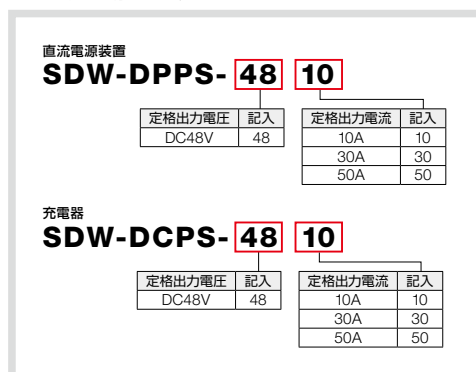 直流電源装置
SDW-DPPS- 48 10
定格出力電圧 記入 定格出力電流 記入
DC48V 48 10A 10
30A 30
50A 50
充電器
SDW-DCPS- 48 10
定格出力電圧 記入 定格出力電流 記入
DC48V 48 10A 10
30A 30
50A 50